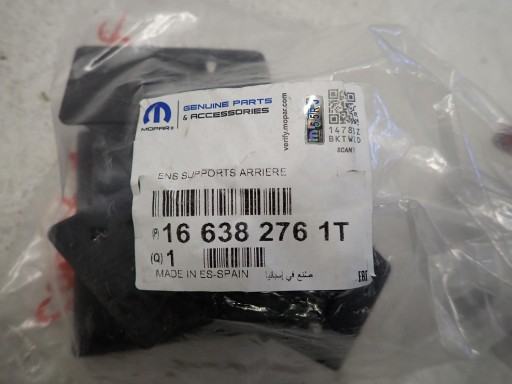 MOPAR
GENUINE PARTS
& ACCESSORIES
verify.mopar.com
SCAN
ENS SUPPORTS ARRIERE
(P) 16 638 276 1T
(Q) 1
MADE IN ES-SPAIN صنع في إسبانيا
EAC